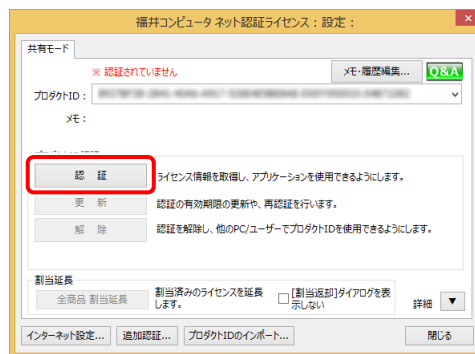 福井コンピュータ ネット認証ライセンス：設定：
共有モード
※ 認証されていません
メモ・履歴編集...
Q&A
プロダクトID：
メモ：
認 証
ライセンス情報を取得し、アプリケーションを使用できるようにします。
更 新
認証の有効期限の更新や、再認証を行います。
解 除
認証を解除し、他のPC/ユーザーでプロダクトIDを使用できるようにします。
割当延長
全商品 割当延長
割当済みのライセンスを延長
します。
[割当返却]ダイアログを表
示しない
詳細 ▼
インターネット設定...
追加認証...
プロダクトIDのインポート...
閉じる